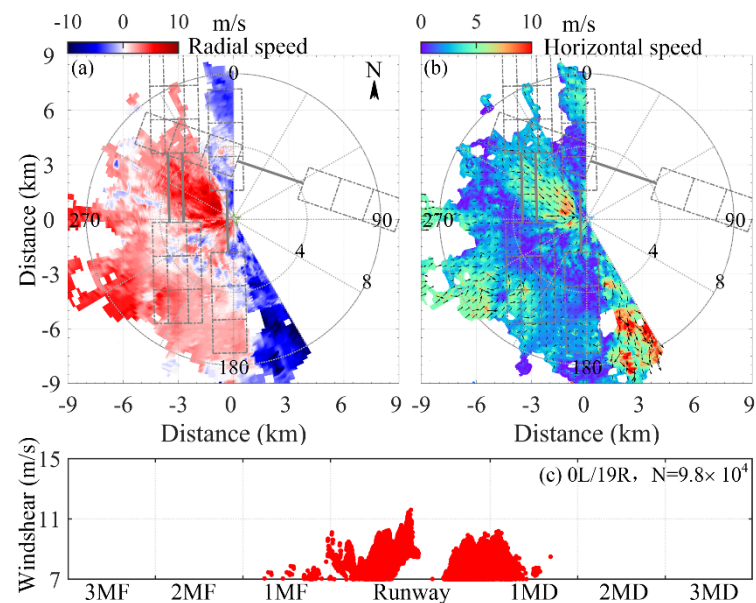 -10 0 10 m/s
Radial speed
0 5 10 m/s
Horizontal speed
(a) 0 N
(b) 0
9
6
3
0
-3
-6
-9
Distance (km)
270 4 8 180
270 90 4 8 180
-9 -6 -3 0 3 6 9
-9 -6 -3 0 3 6 9
Distance (km)
Distance (km)
Windshear (m/s)
15
11
7
(c) 0L/19R, N=9.8× 10⁴
3MF 2MF 1MF Runway 1MD 2MD 3MD